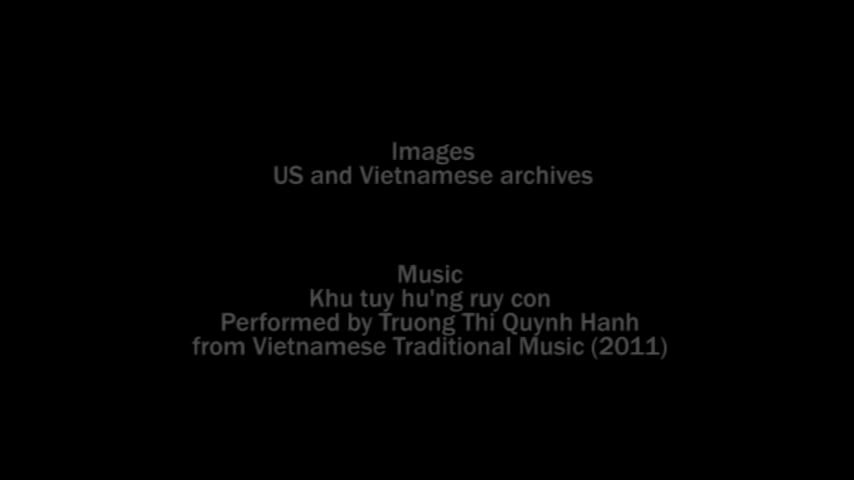 Images
US and Vietnamese archives
Music
Khu tuy hu'ng ruy con
Performed by Truong Thi Quynh Hanh
from Vietnamese Traditional Music (2011)